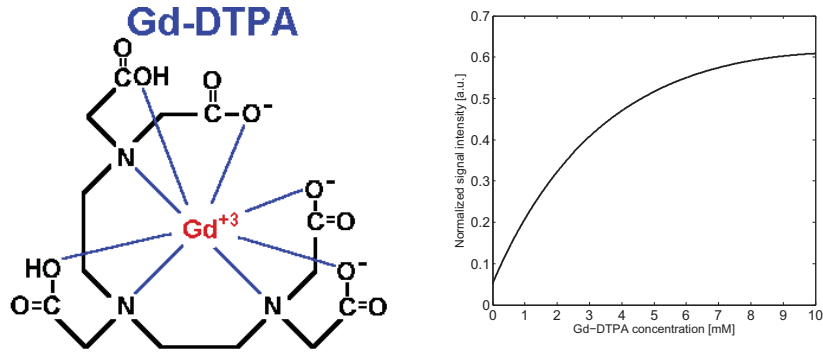 Gd-DTPA
O
COH
O
C-O-
N
O-
C=O
Gd+3
HO
O-
O=C
N
N
C=O
Normalized signal intensity [a.u.]
0.7
0.6
0.5
0.4
0.3
0.2
0.1
0
0 1 2 3 4 5 6 7 8 9 10
Gd−DTPA concentration [mM]